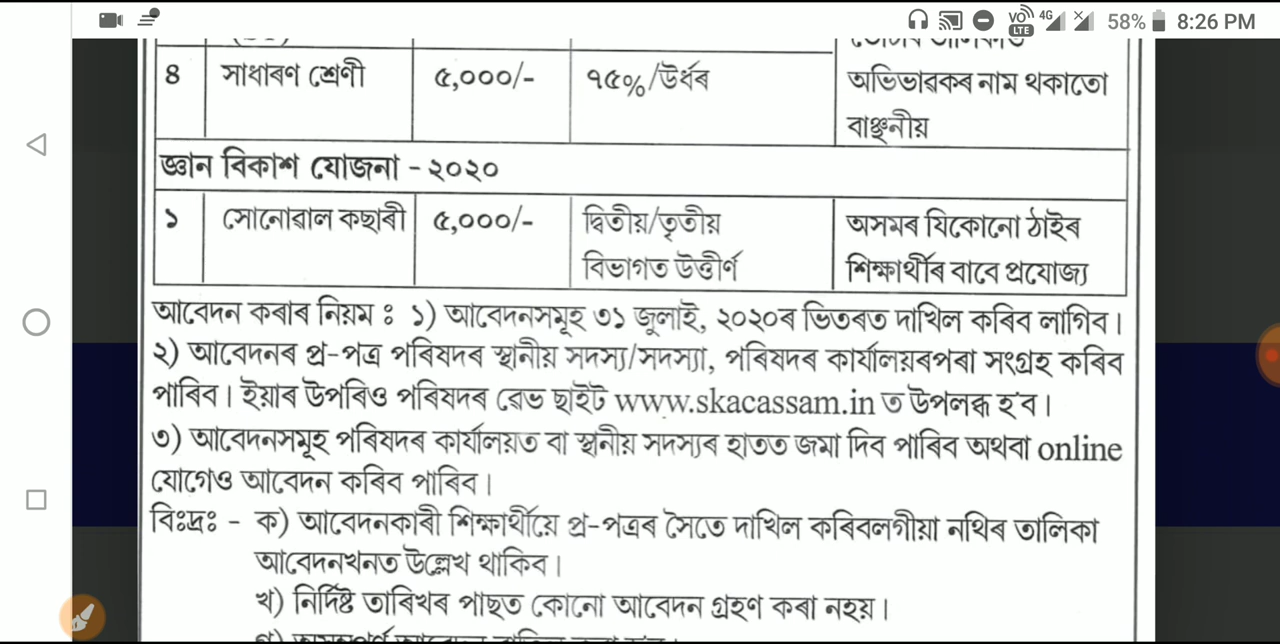 VO LTE 4G 58% 8:26 PM
৪ সাধাৰণ শ্ৰেণী ৫,০০০/- ৭৫%/উৰ্ধৰ অভিভাৱকৰ নাম থকাতো
বাঞ্ছনীয়
জ্ঞান বিকাশ যোজনা - ২০২০
১ সোনোৱাল কছাৰী ৫,০০০/- দ্বিতীয়/তৃতীয় অসমৰ যিকোনো ঠাইৰ
বিভাগত উত্তীৰ্ণ শিক্ষাৰ্থীৰ বাবে প্ৰযোজ্য
আবেদন কৰাৰ নিয়ম ঃ ১) আবেদনসমূহ ৩১ জুলাই, ২০২০ৰ ভিতৰত দাখিল কৰিব লাগিব।
২) আবেদনৰ প্ৰ-পত্ৰ পৰিষদৰ স্থানীয় সদস্য/সদস্যা, পৰিষদৰ কাৰ্যালয়ৰপৰা সংগ্ৰহ কৰিব
পাৰিব। ইয়াৰ উপৰিও পৰিষদৰ ৱেভ ছাইট www.skacassam.in ত উপলব্ধ হ'ব।
৩) আবেদনসমূহ পৰিষদৰ কাৰ্যালয়ত বা স্থানীয় সদস্যৰ হাতত জমা দিব পাৰিব অথবা online
যোগেও আবেদন কৰিব পাৰিব।
বিঃদ্ৰঃ - ক) আবেদনকাৰী শিক্ষাৰ্থীয়ে প্ৰ-পত্ৰৰ সৈতে দাখিল কৰিবলগীয়া নথিৰ তালিকা
আবেদনখনত উল্লেখ থাকিব।
খ) নিৰ্দিষ্ট তাৰিখৰ পাছত কোনো আবেদন গ্ৰহণ কৰা নহয়।